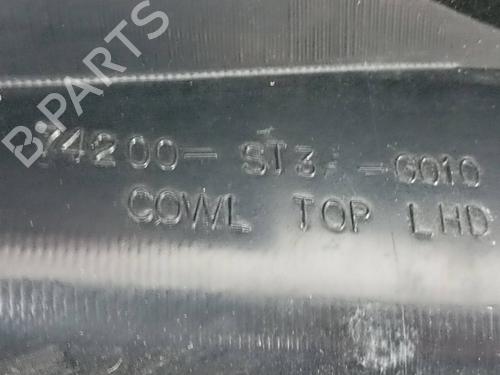 B-PARTS
74200- ST3 -G010
COWL TOP LHD